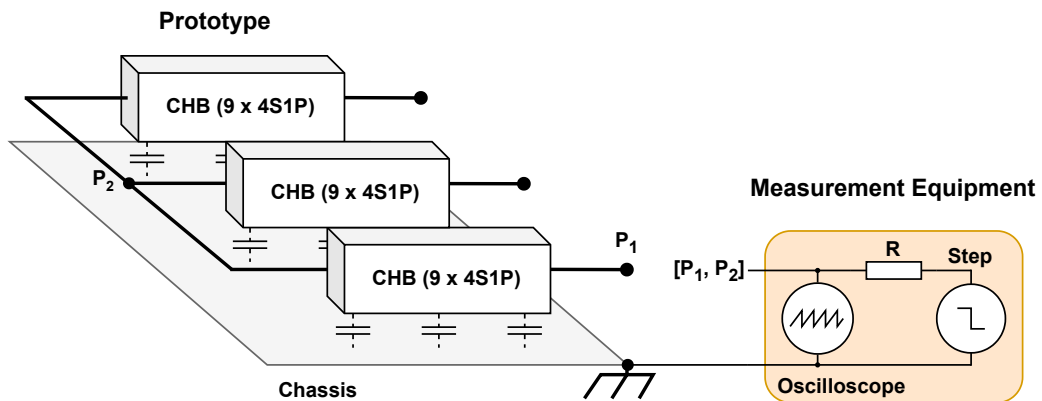 Prototype
CHB (9 x 4S1P)
P₂
CHB (9 x 4S1P)
Measurement Equipment
P₁
R
Step
[P₁, P₂]
CHB (9 x 4S1P)
Chassis
Oscilloscope